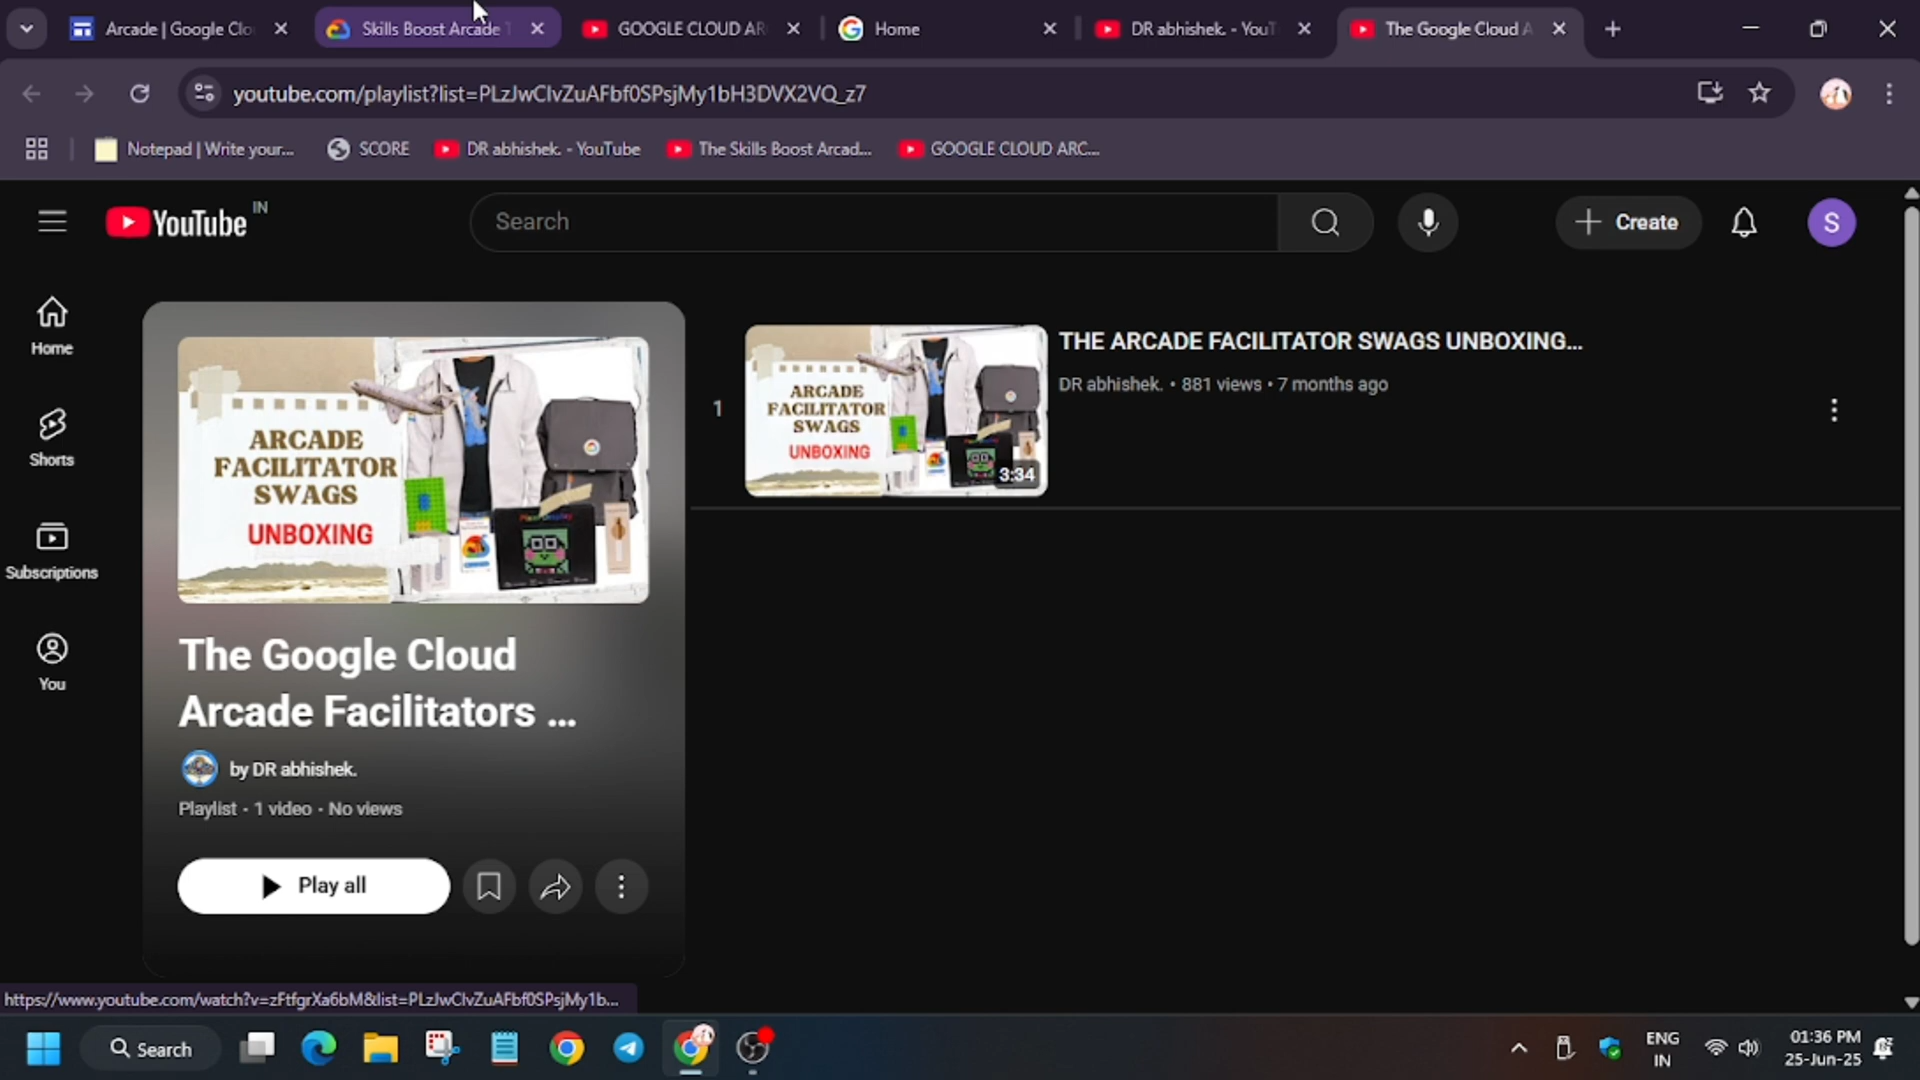 Arcade | Google Clo
Skills Boost Arcade T
GOOGLE CLOUD AR
Home
DR abhishek. - YouT
The Google Cloud A
youtube.com/playlist?list=PLzJwClvZuAFbf0SPsjMy1bH3DVX2VQ_z7
Notepad | Write your...
SCORE
DR abhishek. - YouTube
The Skills Boost Arcad...
GOOGLE CLOUD ARC...
YouTube IN
Search
Create
S
Home
Shorts
Subscriptions
You
ARCADE
FACILITATOR
SWAGS
UNBOXING
The Google Cloud
Arcade Facilitators ...
by DR abhishek.
Playlist • 1 video • No views
Play all
1
ARCADE
FACILITATOR
SWAGS
UNBOXING
3:34
THE ARCADE FACILITATOR SWAGS UNBOXING...
DR abhishek. • 881 views • 7 months ago
https://www.youtube.com/watch?v=zFtfgrXa6bM&list=PLzJwClvZuAFbf0SPsjMy1b...
Search
ENG
IN
01:36 PM
25-Jun-25